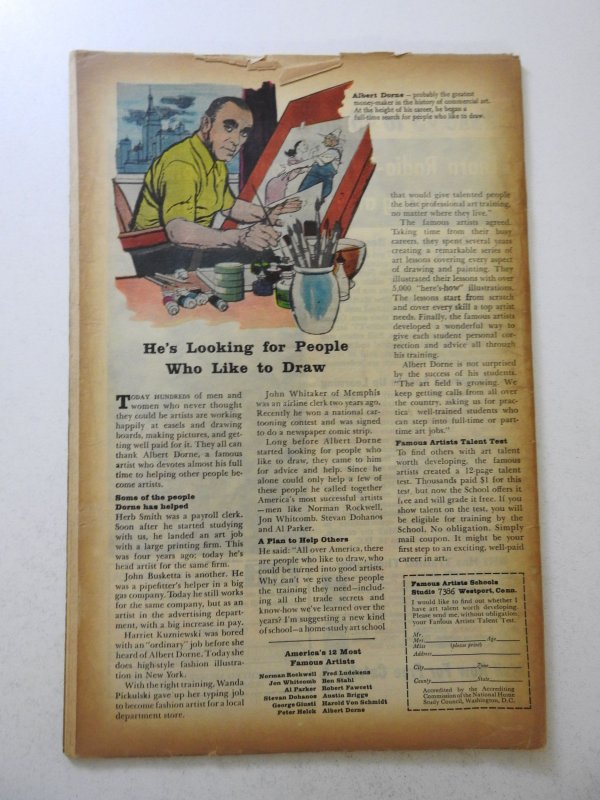 Albert Dorne — probably the greatest
money-maker in the history of commercial art.
At the height of his career, he began a
full-time search for people who like to draw.
He's Looking for People
Who Like to Draw
TODAY HUNDREDS of men and
women who never thought
they could be artists are working
happily at easels and drawing
boards, making pictures, and get-
ting well paid for it. They all can
thank Albert Dorne, a famous
artist who devotes almost his full
time to helping other people be-
come artists.
Some of the people
Dorne has helped
Herb Smith was a payroll clerk.
Soon after he started studying
with us, he landed an art job
with a large printing firm. This
was four years ago; today he's
head artist for the same firm.
John Busketta is another. He
was a pipefitter's helper in a big
gas company. Today he still works
for the same company, but as an
artist in the advertising depart-
ment, with a big increase in pay.
Harriet Kuzniewski was bored
with an "ordinary" job before she
heard of Albert Dorne. Today she
does high-style fashion illustra-
tion in New York.
With the right training, Wanda
Pickulski gave up her typing job
to become fashion artist for a local
department store.
John Whitaker of Memphis
was an airline clerk two years ago.
Recently he won a national car-
tooning contest and was signed
to do a newspaper comic strip.
Long before Albert Dorne
started looking for people who
like to draw, they came to him
for advice and help. Since he
alone could only help a few of
these people he called together
America's most successful artists
—men like Norman Rockwell,
Jon Whitcomb, Stevan Dohanos
and Al Parker.
A Plan to Help Others
He said: "All over America, there
are people who like to draw, who
could be turned into good artists.
Why can't we give these people
the training they need—includ-
ing all the trade secrets and
know-how we've learned over the
years? I'm suggesting a new kind
of school—a home-study art school
America's 12 Most
Famous Artists
Norman Rockwell Fred Ludekens
Jon Whitcomb Ben Stahl
Al Parker Robert Fawcett
Stevan Dohanos Austin Briggs
George Giusti Harold Von Schmidt
Peter Helck Albert Dorne
that would give talented people
the best professional art training,
no matter where they live."
The famous artists agreed.
Taking time from their busy
careers, they spent several years
creating a remarkable series of
art lessons covering every aspect
of drawing and painting. They
illustrated their lessons with over
5,000 "here's-how" illustrations.
The lessons start from scratch
and cover every skill a top artist
needs. Finally, the famous artists
developed a wonderful way to
give each student personal cor-
rection and advice all through
his training.
Albert Dorne is not surprised
by the success of his students.
"The art field is growing. We
keep getting calls from all over
the country, asking us for prac-
tical well-trained students who
can step into full-time or part-
time art jobs."
Famous Artists Talent Test
To find others with art talent
worth developing, the famous
artists created a 12-page talent
test. Thousands paid $1 for this
test, but now the School offers it
free and will grade it free. If you
show talent on the test, you will
be eligible for training by the
School. No obligation. Simply
mail coupon. It might be your
first step to an exciting, well-paid
career in art.
Famous Artists Schools
Studio 7366 Westport, Conn.
I would like to find out whether I
have art talent worth developing.
Please send me, without obligation,
your Famous Artists Talent Test.
Mr.
Mrs. Age
Miss (please print)
Address
City Zone
County State
Accredited by the Accrediting
Commission of the National Home
Study Council, Washington, D.C.